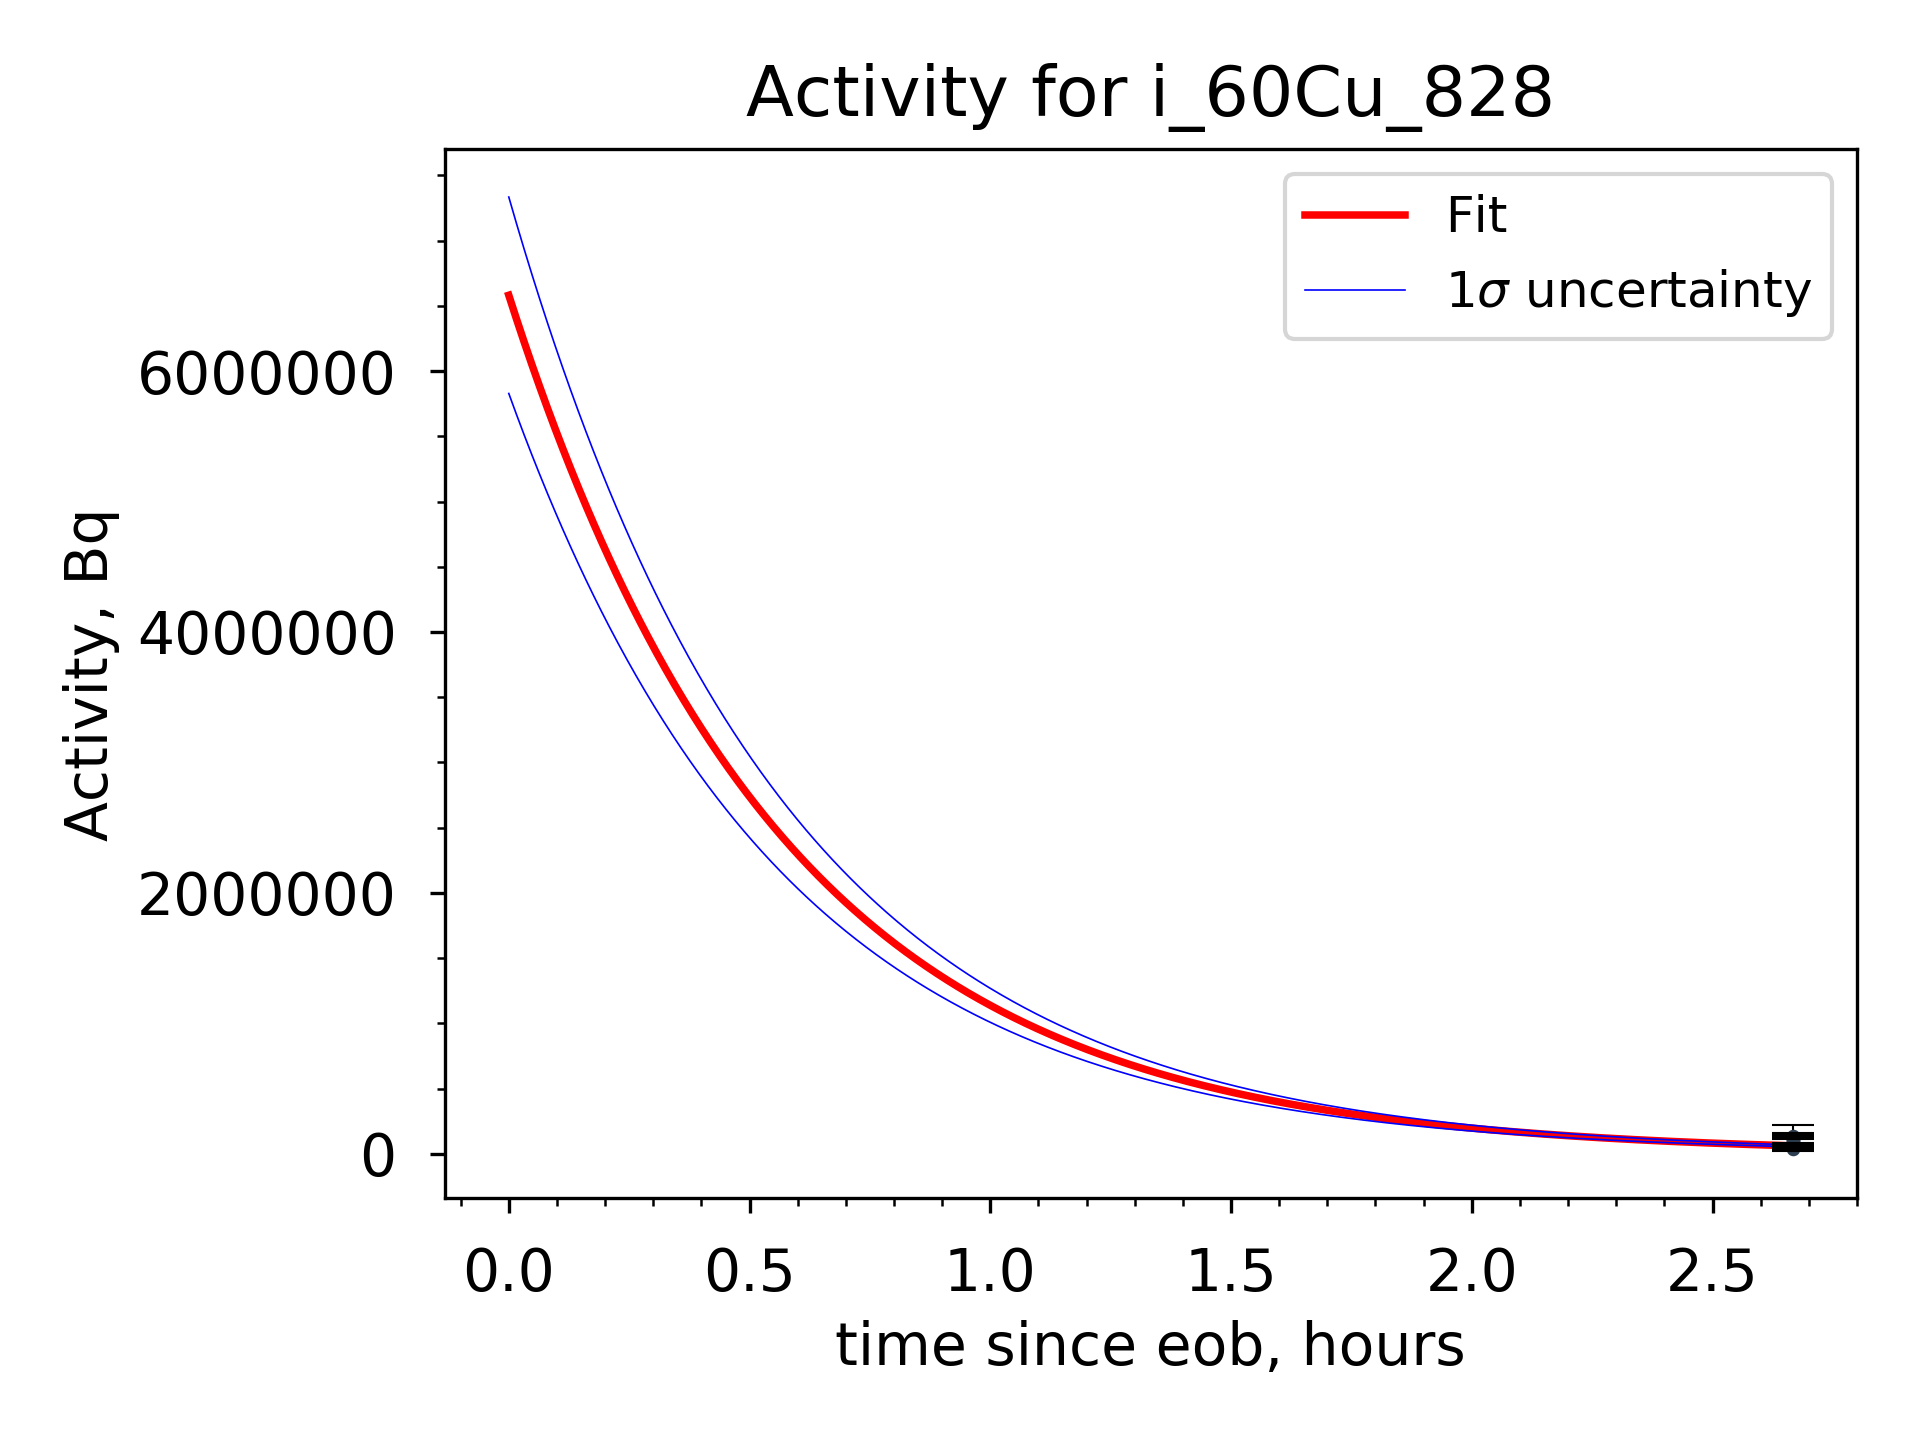 Activity for i_60Cu_828
Fit
1σ uncertainty
Activity, Bq
6000000
4000000
2000000
0
0.0 0.5 1.0 1.5 2.0 2.5
time since eob, hours